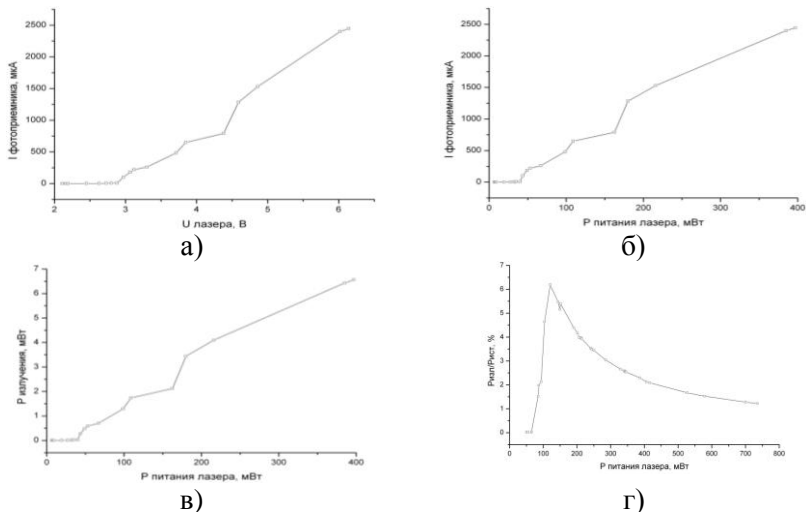 I фотоприемника, мкА
2500
2000
1500
1000
500
0
2 3 4 5 6
U лазера, В
а)
I фотоприемника, мкА
2500
2000
1500
1000
500
0
0 100 200 300 400
Р питания лазера, мВт
б)
Р излучения, мВт
7
6
5
4
3
2
1
0
0 100 200 300 400
Р питания лазера, мВт
в)
Ризл/Рист, %
7
6
5
4
3
2
1
0
0 100 200 300 400 500 600 700 800
Р питания лазера, мВт
г)